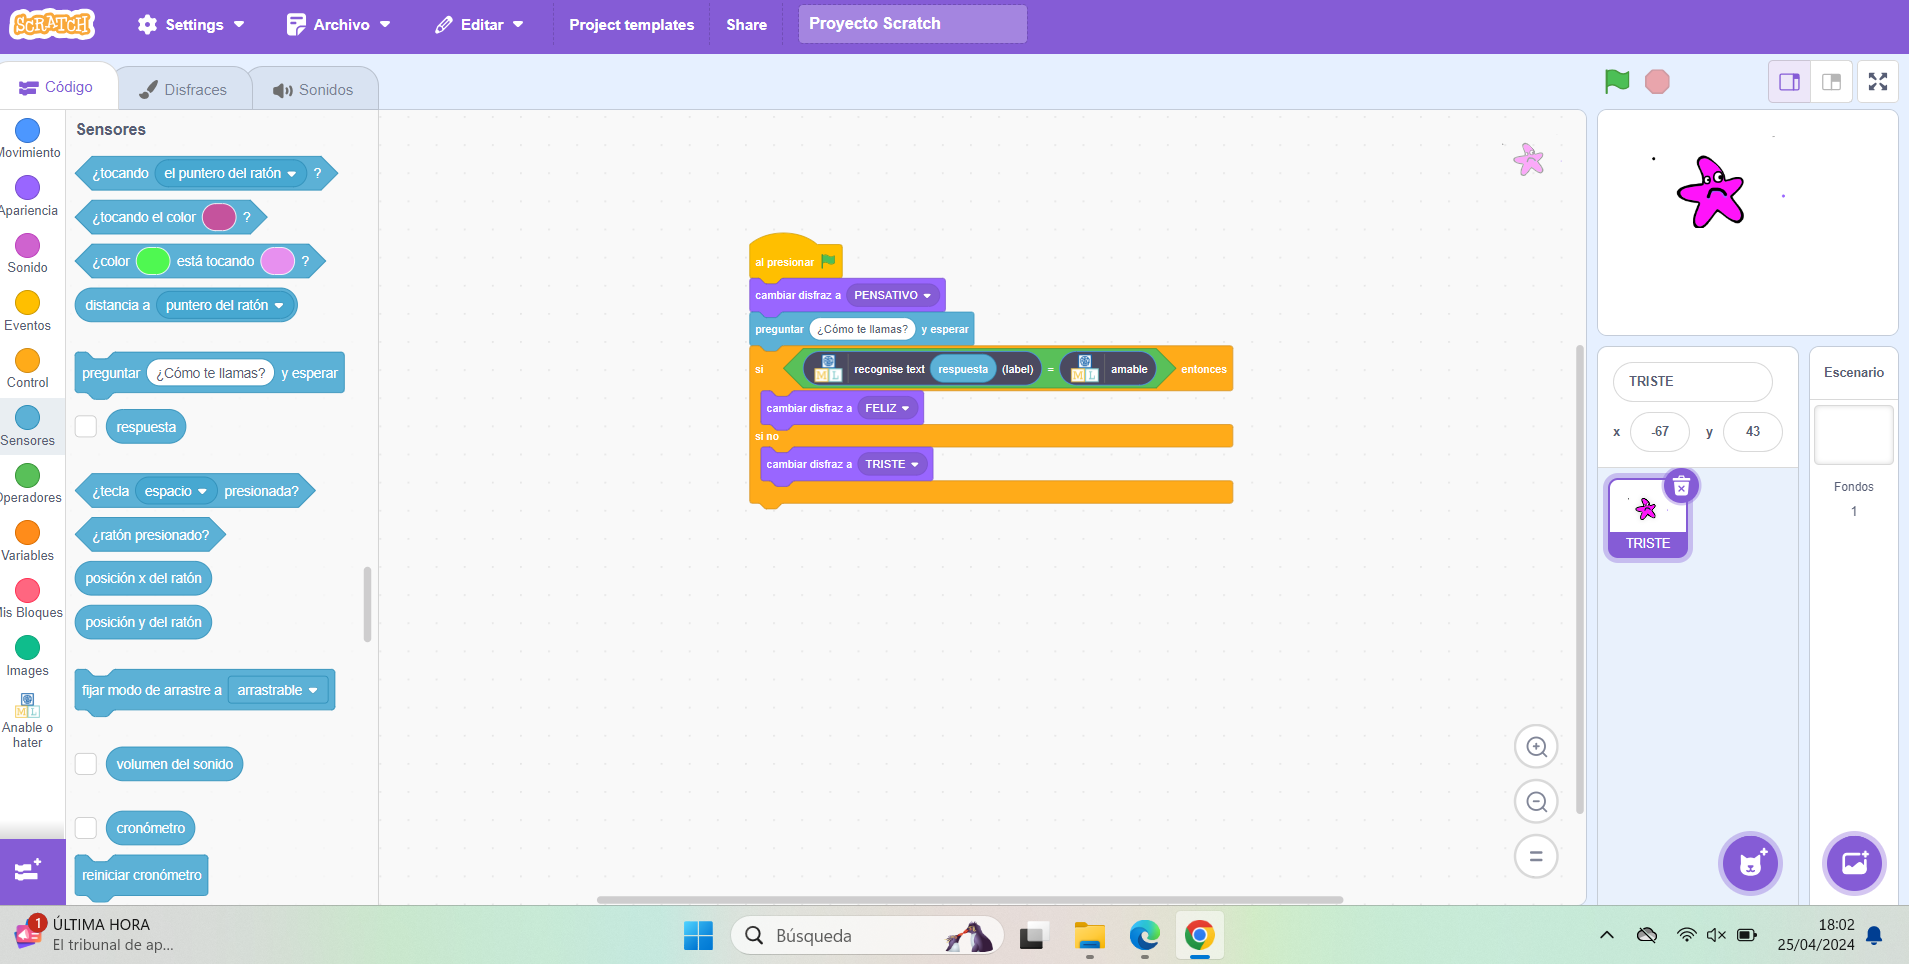 SCRATCH
Settings
Archivo
Editar
Project templates
Share
Proyecto Scratch
Código
Disfraces
Sonidos
Movimiento
Apariencia
Sonido
Eventos
Control
Sensores
Operadores
Variables
Mis Bloques
Images
M L
Anable o
hater
Sensores
¿tocando el puntero del ratón ?
¿tocando el color ?
¿color está tocando ?
distancia a puntero del ratón
preguntar ¿Cómo te llamas? y esperar
respuesta
¿tecla espacio presionada?
¿ratón presionado?
posición x del ratón
posición y del ratón
fijar modo de arrastre a arrastrable
volumen del sonido
cronómetro
reiniciar cronómetro
al presionar
cambiar disfraz a PENSATIVO
preguntar ¿Cómo te llamas? y esperar
si M L recognise text respuesta (label) = M L amable entonces
cambiar disfraz a FELIZ
si no
cambiar disfraz a TRISTE
TRISTE
x -67 y 43
TRISTE
Escenario
Fondos
1
1
ÚLTIMA HORA
El tribunal de ap...
Búsqueda
18:02
25/04/2024